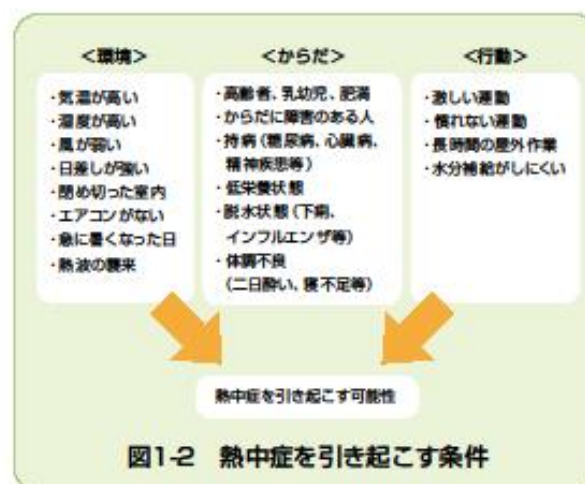 <環境>
・気温が高い
・湿度が高い
・風が弱い
・日差しが強い
・閉め切った室内
・エアコンがない
・急に暑くなった日
・熱波の襲来
<からだ>
・高齢者、乳幼児、肥満
・からだに障害のある人
・持病(糖尿病、心臓病、
精神疾患等)
・低栄養状態
・脱水状態(下痢、
インフルエンザ等)
・体調不良
(二日酔い、寝不足等)
<行動>
・激しい運動
・慣れない運動
・長時間の屋外作業
・水分補給がしにくい
熱中症を引き起こす可能性
図1-2 熱中症を引き起こす条件